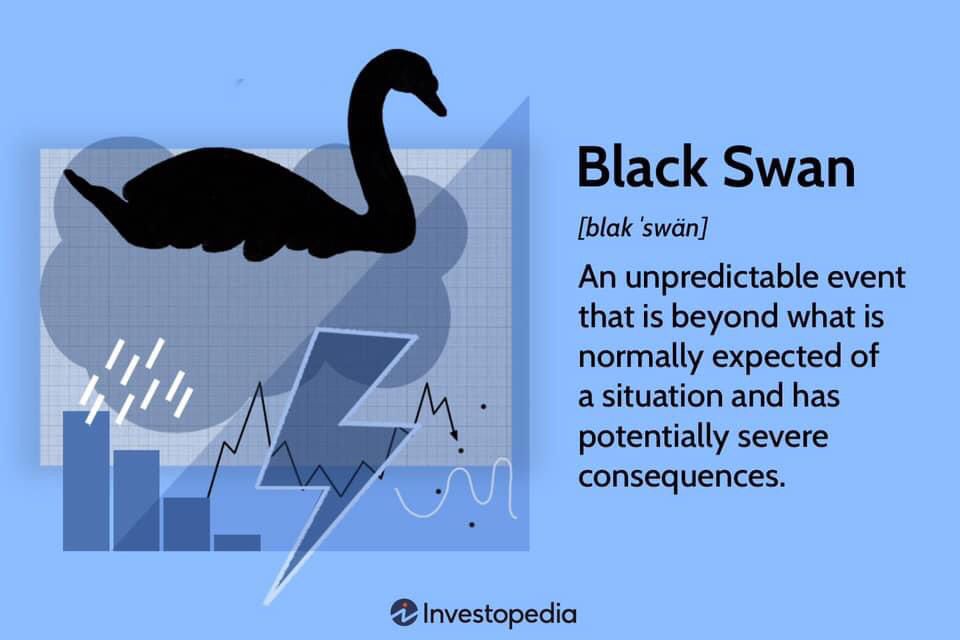 Black Swan
[blak 'swän]
An unpredictable event
that is beyond what is
normally expected of
a situation and has
potentially severe
consequences.
Investopedia